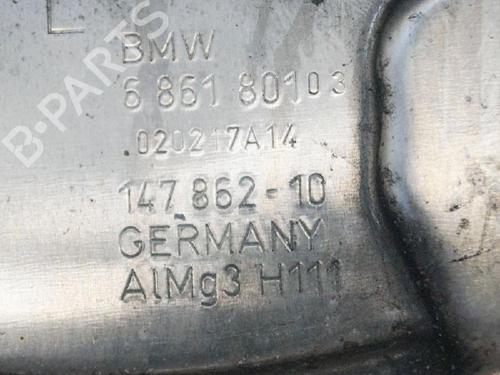 L
BMW
6 861 801 03
020217A14
147 862-10
GERMANY
AlMg3 H111
B-PARTS